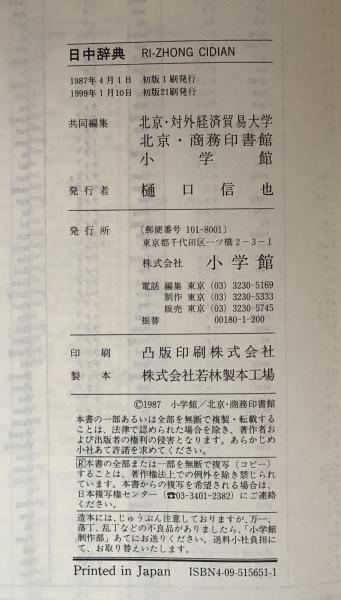 日中辞典 RI-ZHONG CIDIAN
1987年4月1日 初版1刷発行
1999年1月10日 初版21刷発行
共同編集 北京・対外経済貿易大学
北京・商務印書館
小学館
発行者 樋口信也
発行所 〔郵便番号 101-8001〕
東京都千代田区一ツ橋2-3-1
株式会社 小学館
電話 編集 東京 (03) 3230-5169
制作 東京 (03) 3230-5333
販売 東京 (03) 3230-5745
振替 00180-1-200
印刷 凸版印刷株式会社
製本 株式会社若林製本工場
©1987 小学館/北京・商務印書館
本書の一部あるいは全部を無断で複製・転載す
ることは、法律で認められた場合を除き、著作者お
よび出版者の権利の侵害となります。あらかじめ
小社あて許諾を求めてください。
Ⓡ本書の全部または一部を無断で複写(コピー)す
ることは、著作権法上での例外を除き禁じられて
います。本書からの複写を希望される場合は、
日本複写権センター(☎03-3401-2382)にご連絡
ください。
造本には、じゅうぶん注意しておりますが、万一、
落丁、乱丁などの不良品がありましたら、「小学館
制作部」あてにお送りください。送料小社負担に
て、お取り替えいたします。
Printed in Japan ISBN4-09-515651-1